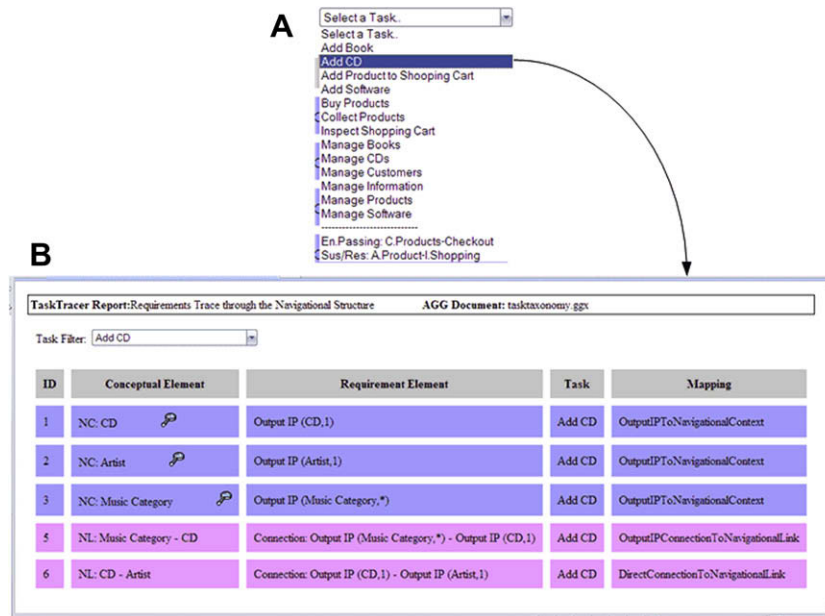 A
Select a Task..
Select a Task..
Add Book
Add CD
Add Product to Shooping Cart
Add Software
Buy Products
Collect Products
Inspect Shopping Cart
Manage Books
Manage CDs
Manage Customers
Manage Information
Manage Products
Manage Software
----------------------------
En.Passing: C.Products-Checkout
Sus/Res: A.Product-I.Shopping
B
TaskTracer Report:Requirements Trace through the Navigational Structure AGG Document: tasktaxonomy.ggx
Task Filter: Add CD
ID Conceptual Element Requirement Element Task Mapping
1 NC: CD Output IP (CD,1) Add CD OutputIPToNavigationalContext
2 NC: Artist Output IP (Artist,1) Add CD OutputIPToNavigationalContext
3 NC: Music Category Output IP (Music Category,*) Add CD OutputIPToNavigationalContext
5 NL: Music Category - CD Connection: Output IP (Music Category,*) - Output IP (CD,1) Add CD OutputIPConnectionToNavigationalLink
6 NL: CD - Artist Connection: Output IP (CD,1) - Output IP (Artist,1) Add CD DirectConnectionToNavigationalLink